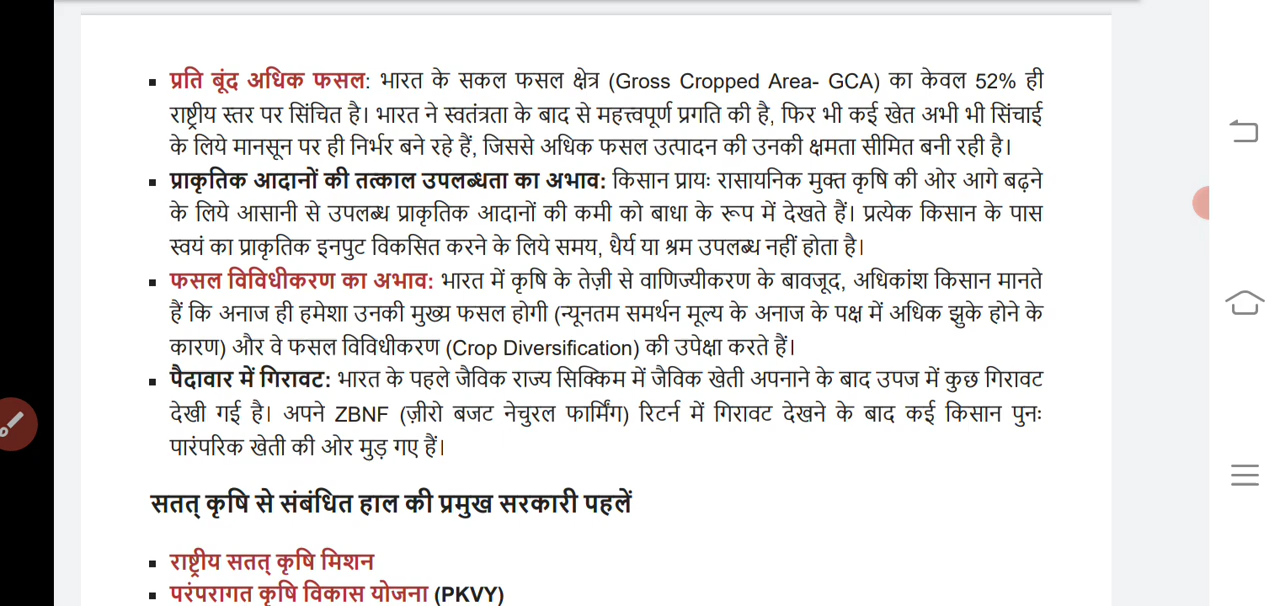 ▪ प्रति बूंद अधिक फसल: भारत के सकल फसल क्षेत्र (Gross Cropped Area- GCA) का केवल 52% ही
राष्ट्रीय स्तर पर सिंचित है। भारत ने स्वतंत्रता के बाद से महत्त्वपूर्ण प्रगति की है, फिर भी कई खेत अभी भी सिंचाई
के लिये मानसून पर ही निर्भर बने रहे हैं, जिससे अधिक फसल उत्पादन की उनकी क्षमता सीमित बनी रही है।
▪ प्राकृतिक आदानों की तत्काल उपलब्धता का अभाव: किसान प्रायः रासायनिक मुक्त कृषि की ओर आगे बढ़ने
के लिये आसानी से उपलब्ध प्राकृतिक आदानों की कमी को बाधा के रूप में देखते हैं। प्रत्येक किसान के पास
स्वयं का प्राकृतिक इनपुट विकसित करने के लिये समय, धैर्य या श्रम उपलब्ध नहीं होता है।
▪ फसल विविधीकरण का अभाव: भारत में कृषि के तेज़ी से वाणिज्यीकरण के बावजूद, अधिकांश किसान मानते
हैं कि अनाज ही हमेशा उनकी मुख्य फसल होगी (न्यूनतम समर्थन मूल्य के अनाज के पक्ष में अधिक झुके होने के
कारण) और वे फसल विविधीकरण (Crop Diversification) की उपेक्षा करते हैं।
▪ पैदावार में गिरावट: भारत के पहले जैविक राज्य सिक्किम में जैविक खेती अपनाने के बाद उपज में कुछ गिरावट
देखी गई है। अपने ZBNF (ज़ीरो बजट नेचुरल फार्मिंग) रिटर्न में गिरावट देखने के बाद कई किसान पुनः
पारंपरिक खेती की ओर मुड़ गए हैं।
सतत् कृषि से संबंधित हाल की प्रमुख सरकारी पहलें
▪ राष्ट्रीय सतत् कृषि मिशन
▪ परंपरागत कृषि विकास योजना (PKVY)